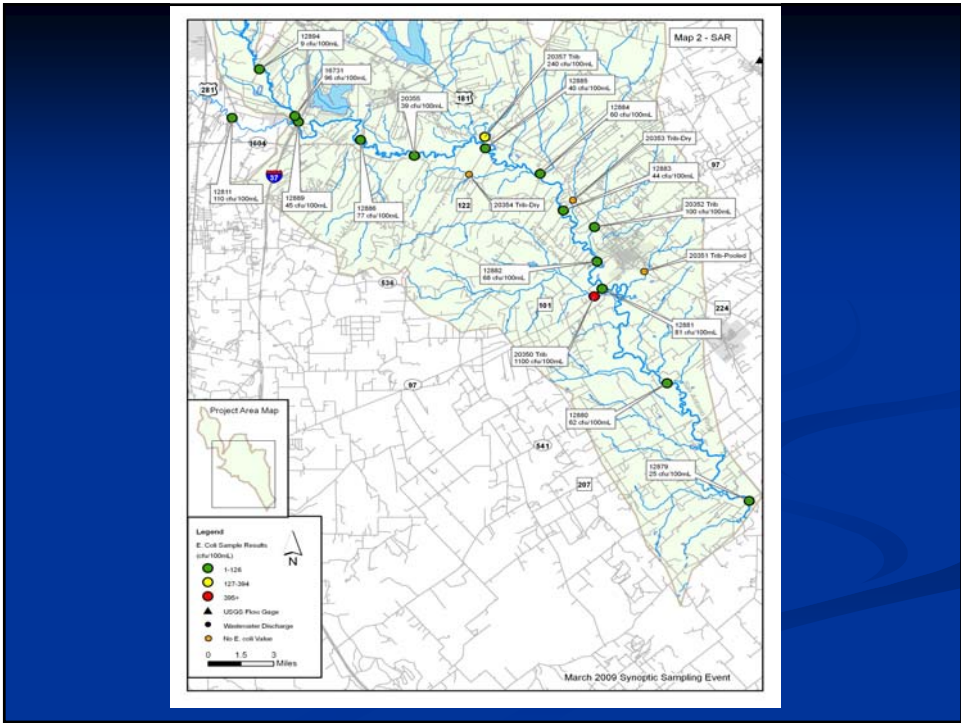 Map 2 - SAR
12894
9 cfu/100mL
16731
96 cfu/100mL
20357 Trib
240 cfu/100mL
12885
40 cfu/100mL
281
181
20355
39 cfu/100mL
12884
60 cfu/100mL
20353 Trib-Dry
1604
97
12883
44 cfu/100mL
37
12811
110 cfu/100mL
12889
45 cfu/100mL
12886
77 cfu/100mL
122
20354 Trib-Dry
20352 Trib
100 cfu/100mL
20351 Trib-Pooled
12882
68 cfu/100mL
534
101
224
12881
81 cfu/100mL
20350 Trib
1100 cfu/100mL
97
Project Area Map
12880
62 cfu/100mL
541
12879
25 cfu/100mL
207
Legend
E. Coli Sample Results
(cfu/100mL)
1-126
127-394
395+
USGS Flow Gage
Wastewater Discharge
No E. coli Value
N
0 1.5 3
Miles
March 2009 Synoptic Sampling Event